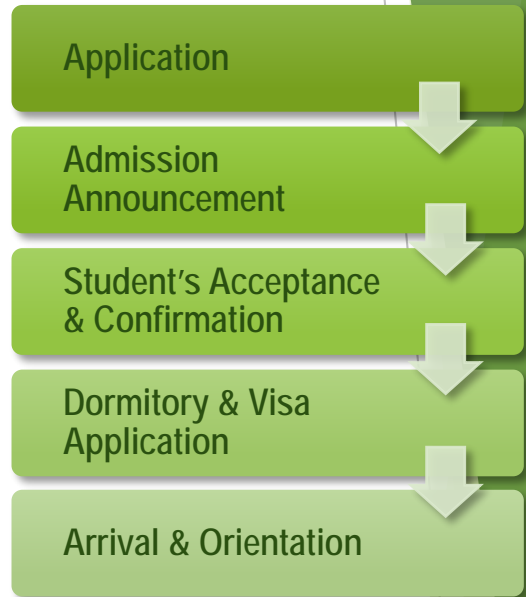 Application
Admission
Announcement
Student's Acceptance
& Confirmation
Dormitory & Visa
Application
Arrival & Orientation